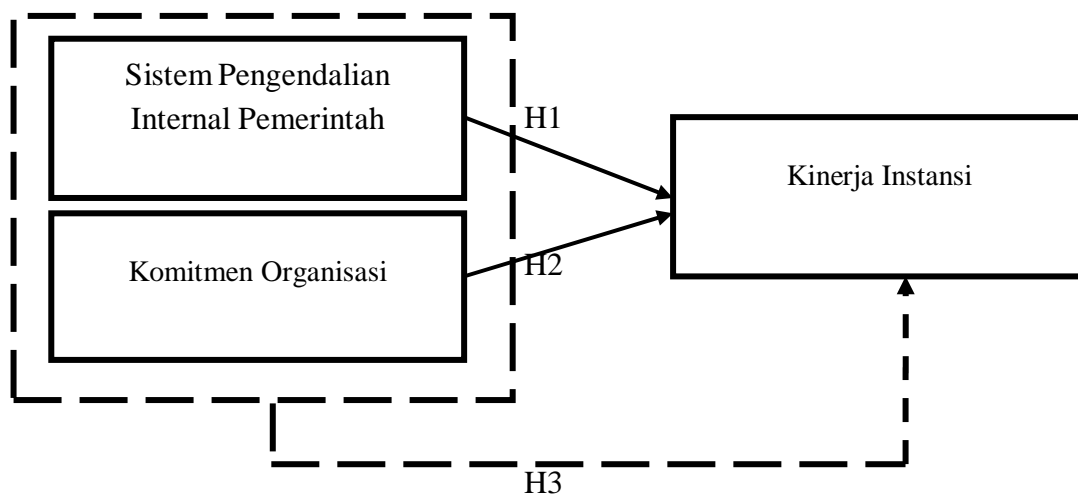 Sistem Pengendalian
Internal Pemerintah
H1
Kinerja Instansi
Komitmen Organisasi
H2
H3